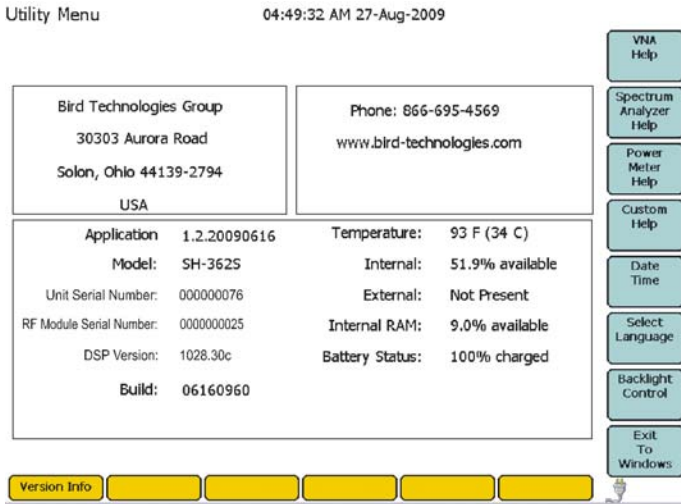 Utility Menu 04:49:32 AM 27-Aug-2009
Bird Technologies Group
30303 Aurora Road
Solon, Ohio 44139-2794
USA
Phone: 866-695-4569
www.bird-technologies.com
Application 1.2.20090616
Model: SH-362S
Unit Serial Number: 000000076
RF Module Serial Number: 0000000025
DSP Version: 1028.30c
Build: 06160960
Temperature: 93 F (34 C)
Internal: 51.9% available
External: Not Present
Internal RAM: 9.0% available
Battery Status: 100% charged
VNA
Help
Spectrum
Analyzer
Help
Power
Meter
Help
Custom
Help
Date
Time
Select
Language
Backlight
Control
Exit
To
Windows
Version Info